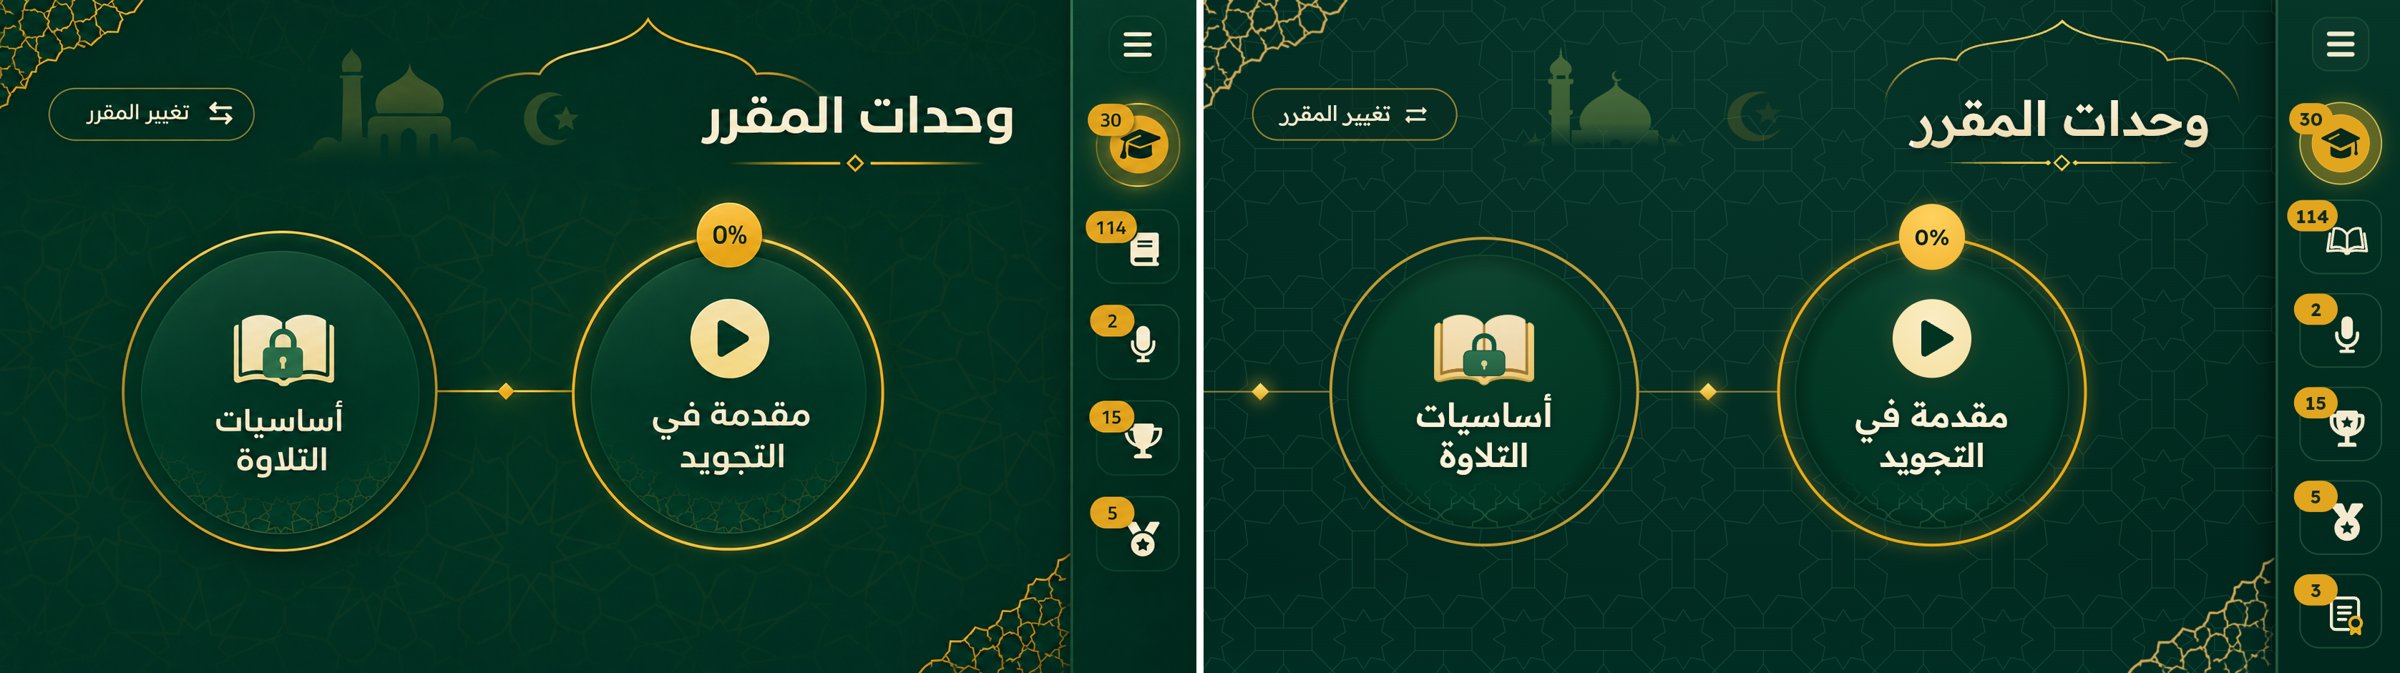 وحدات المقرر
تغيير المقرر
30
114
2
15
5
0%
مقدمة في
التجويد
أساسيات
التلاوة
وحدات المقرر
تغيير المقرر
30
114
2
15
5
3
0%
مقدمة في
التجويد
أساسيات
التلاوة